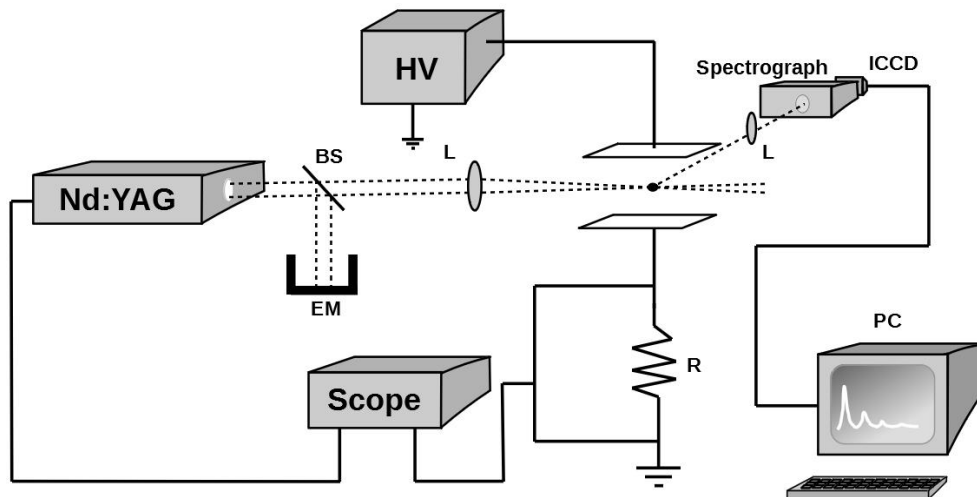 HV
Spectrograph
ICCD
BS
L
L
Nd:YAG
EM
PC
R
Scope